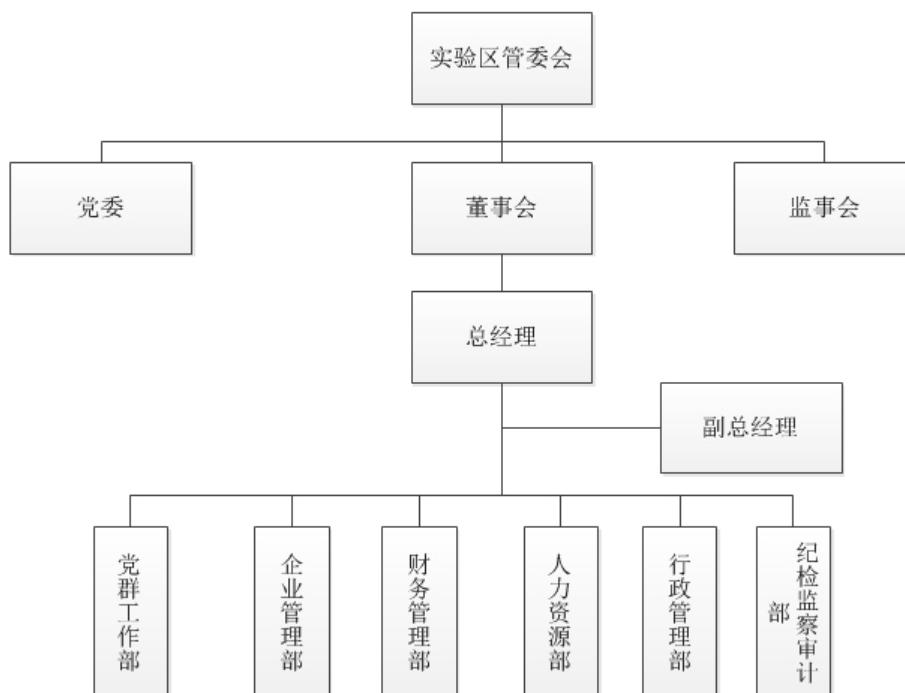 实验区管委会
党委
董事会
监事会
总经理
副总经理
党群工作部
企业管理部
财务管理部
人力资源部
行政管理部
纪检监察审计
部